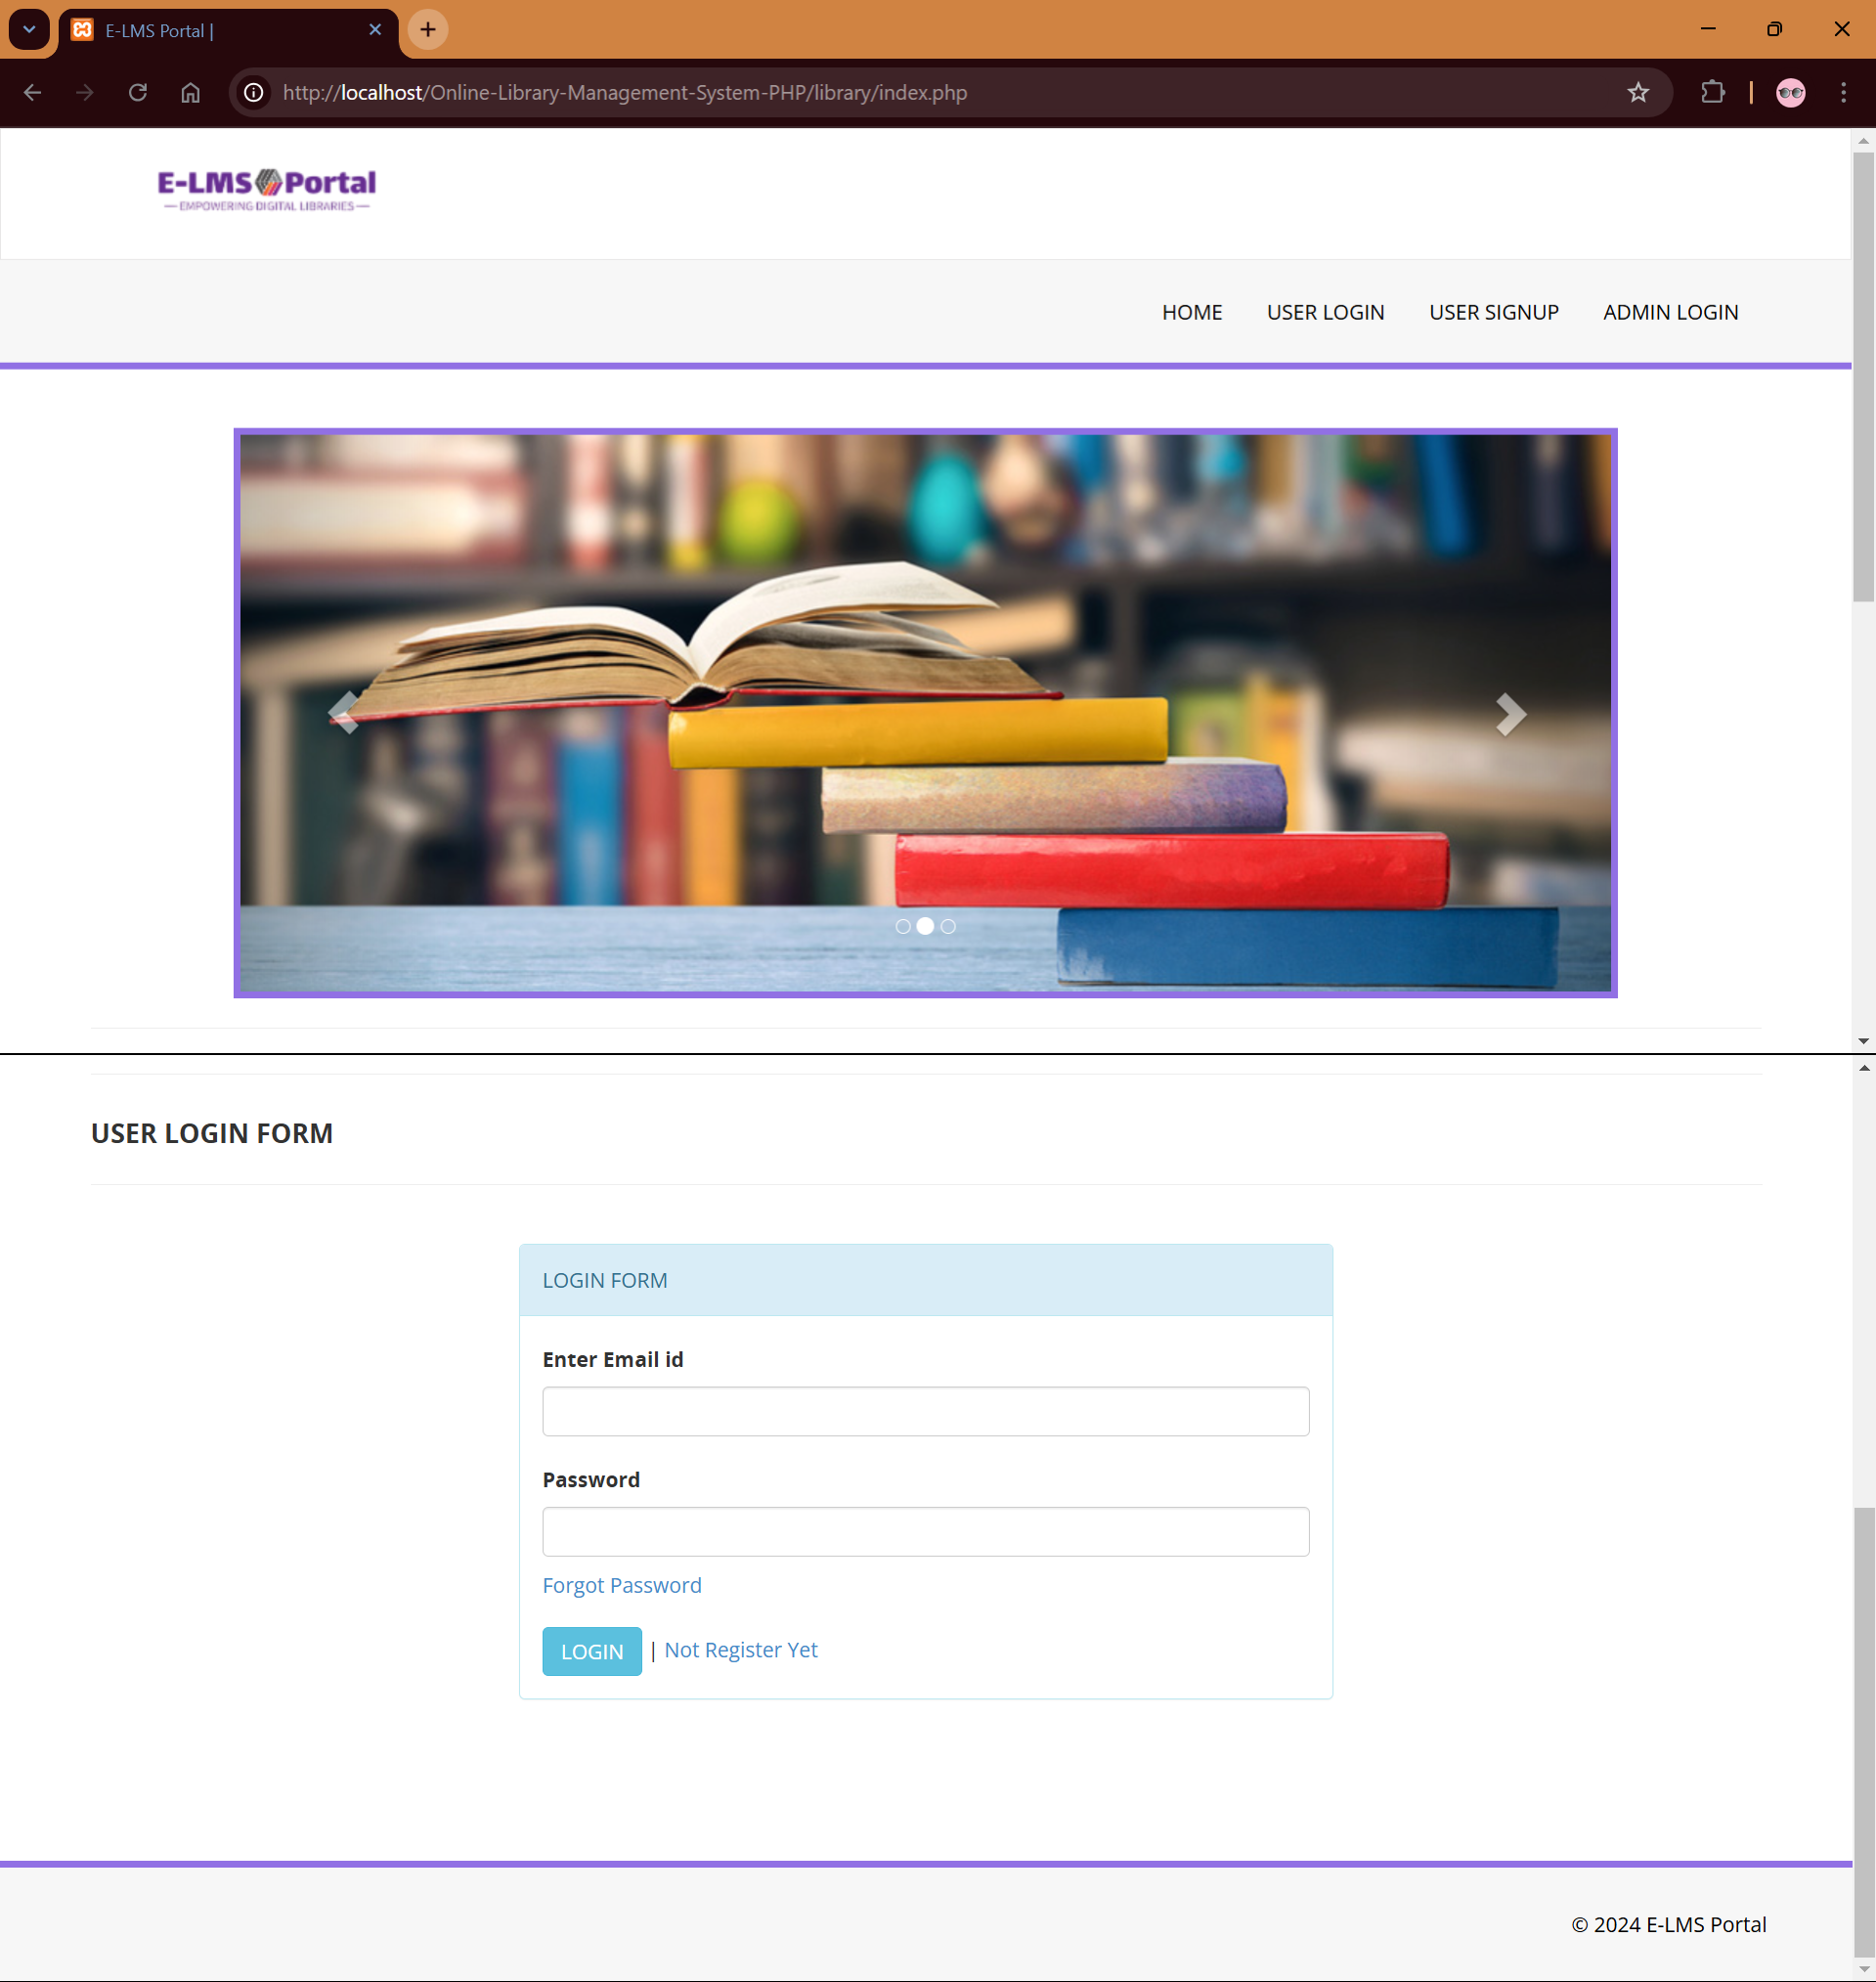 E-LMS Portal |
http://localhost/Online-Library-Management-System-PHP/library/index.php
E-LMS Portal
EMPOWERING DIGITAL LIBRARIES
HOME USER LOGIN USER SIGNUP ADMIN LOGIN
USER LOGIN FORM
LOGIN FORM
Enter Email id
Password
Forgot Password
LOGIN | Not Register Yet
© 2024 E-LMS Portal